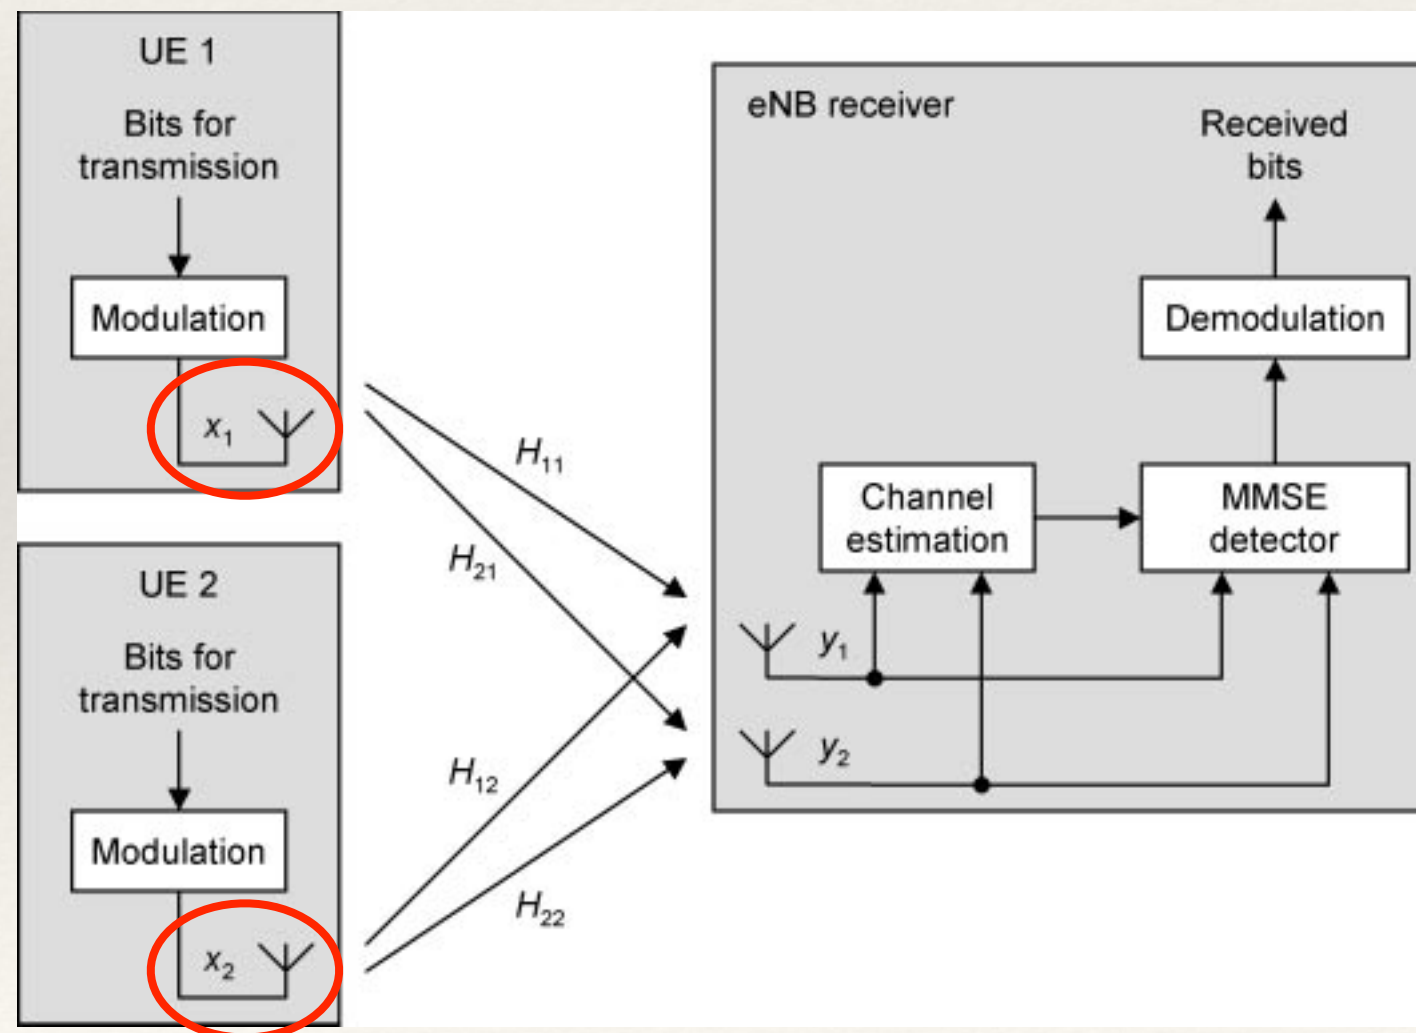 UE 1
Bits for
transmission
Modulation
x₁
UE 2
Bits for
transmission
Modulation
x₂
H₁₁
H₂₁
H₁₂
H₂₂
eNB receiver
Received
bits
Demodulation
Channel
estimation
MMSE
detector
y₁
y₂